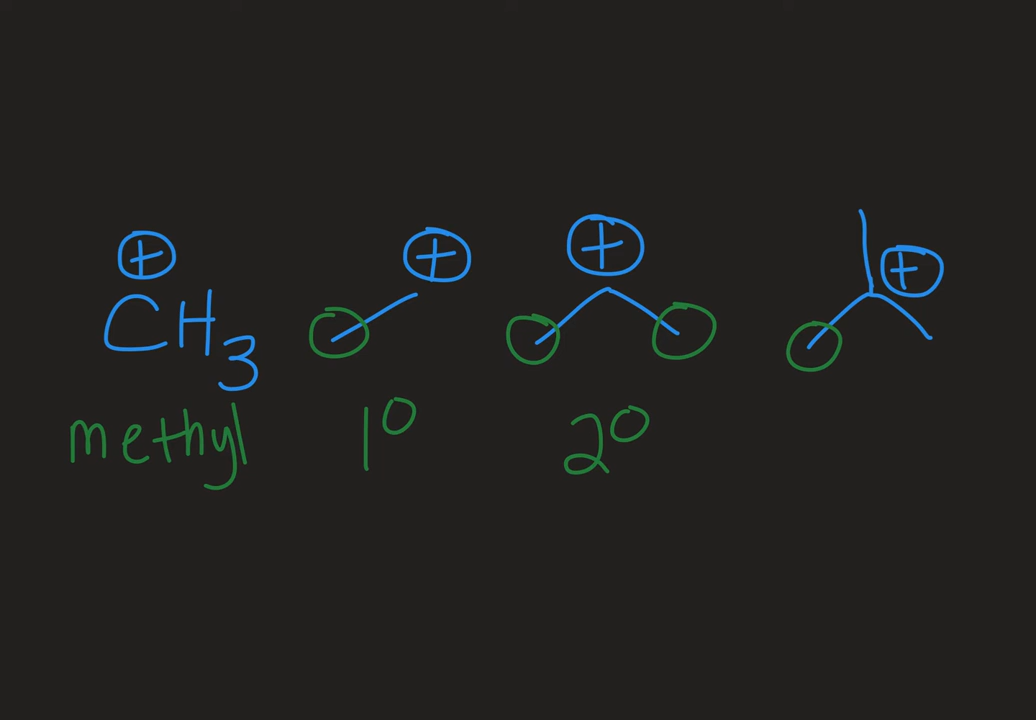 ⊕ ⊕ ⊕ ⊕
CH₃
methyl 1° 2°